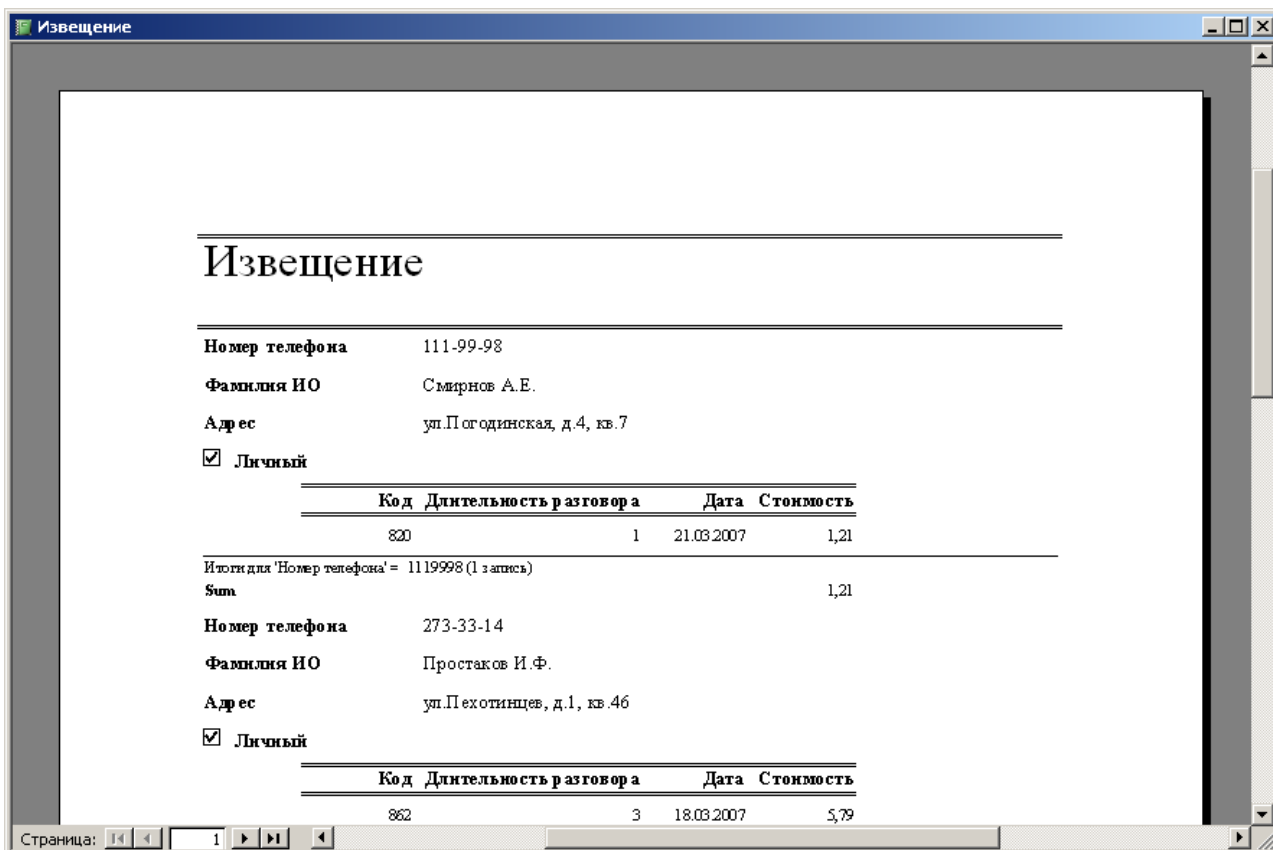 Извещение
Извещение
Номер телефона 111-99-98
Фамилия ИО Смирнов А.Е.
Адрес ул.Погодинская, д.4, кв.7
Личный
Код Длительность разговора Дата Стоимость
820 1 21.03.2007 1,21
Итоги для 'Номер телефона' = 1119998 (1 запись)
Sum 1,21
Номер телефона 273-33-14
Фамилия ИО Простаков И.Ф.
Адрес ул.Пехотинцев, д.1, кв.46
Личный
Код Длительность разговора Дата Стоимость
862 3 18.03.2007 5,79
Страница: 1